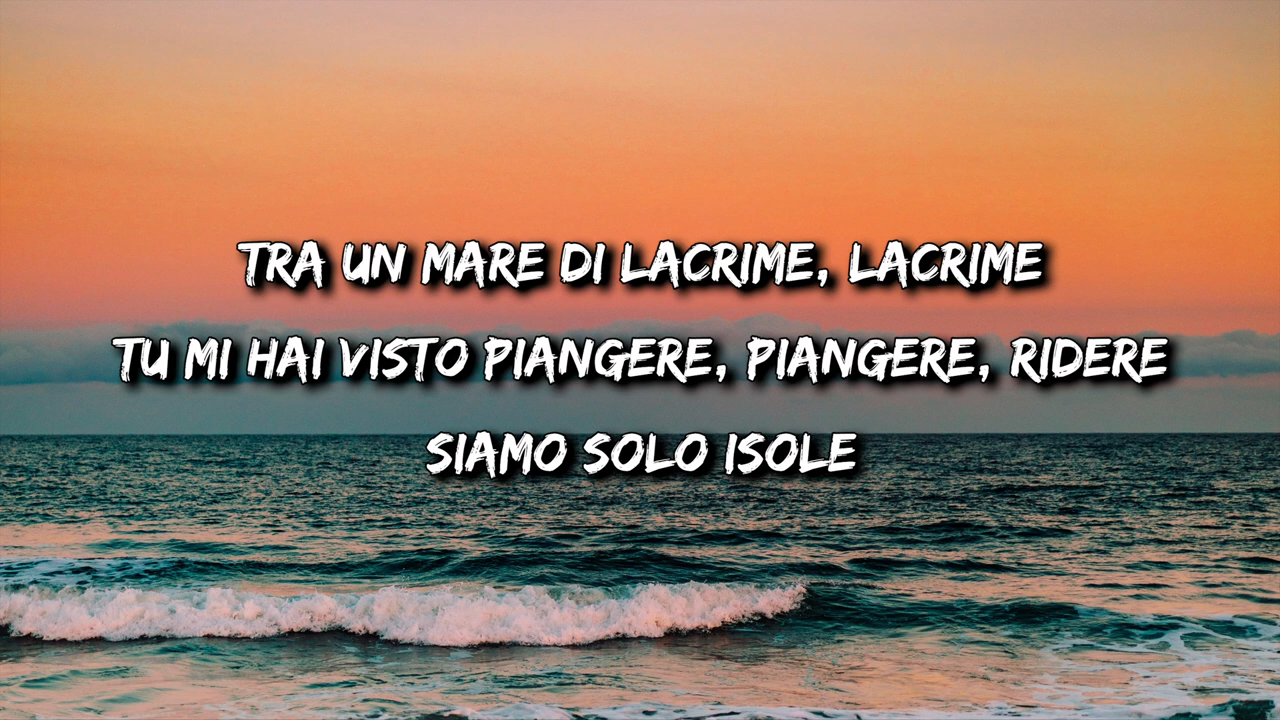 TRA UN MARE DI LACRIME, LACRIME
TU MI HAI VISTO PIANGERE, PIANGERE, RIDERE
SIAMO SOLO ISOLE